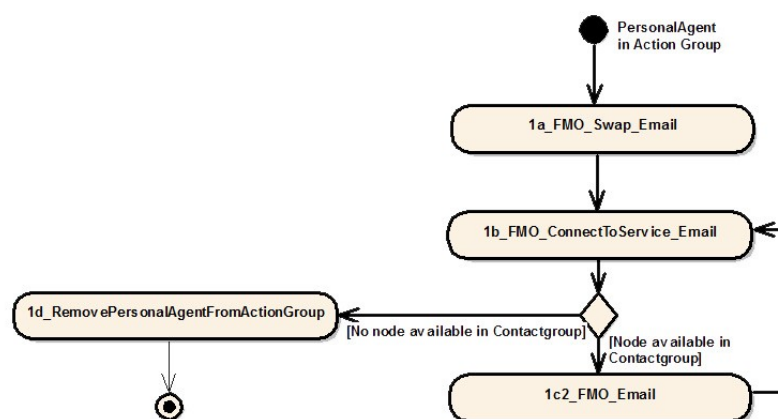 PersonalAgent
in Action Group
1a_FMO_Swap_Email
1b_FMO_ConnectToService_Email
1d_RemovePersonalAgentFromActionGroup
[No node available in Contactgroup]
[Node available in
Contactgroup]
1c2_FMO_Email